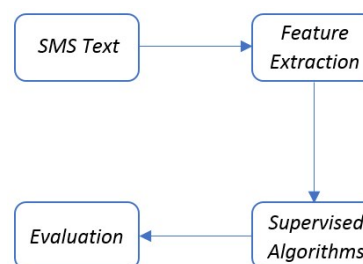 SMS Text
Feature
Extraction
Supervised
Algorithms
Evaluation